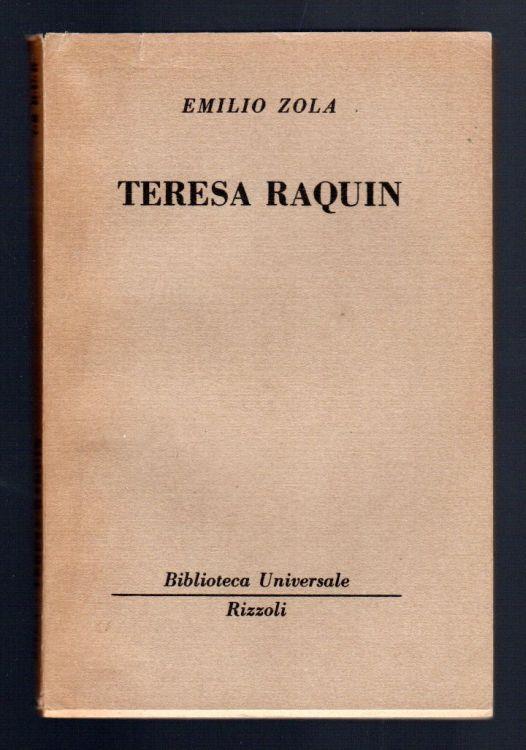 EMILIO ZOLA
TERESA RAQUIN
Biblioteca Universale
Rizzoli